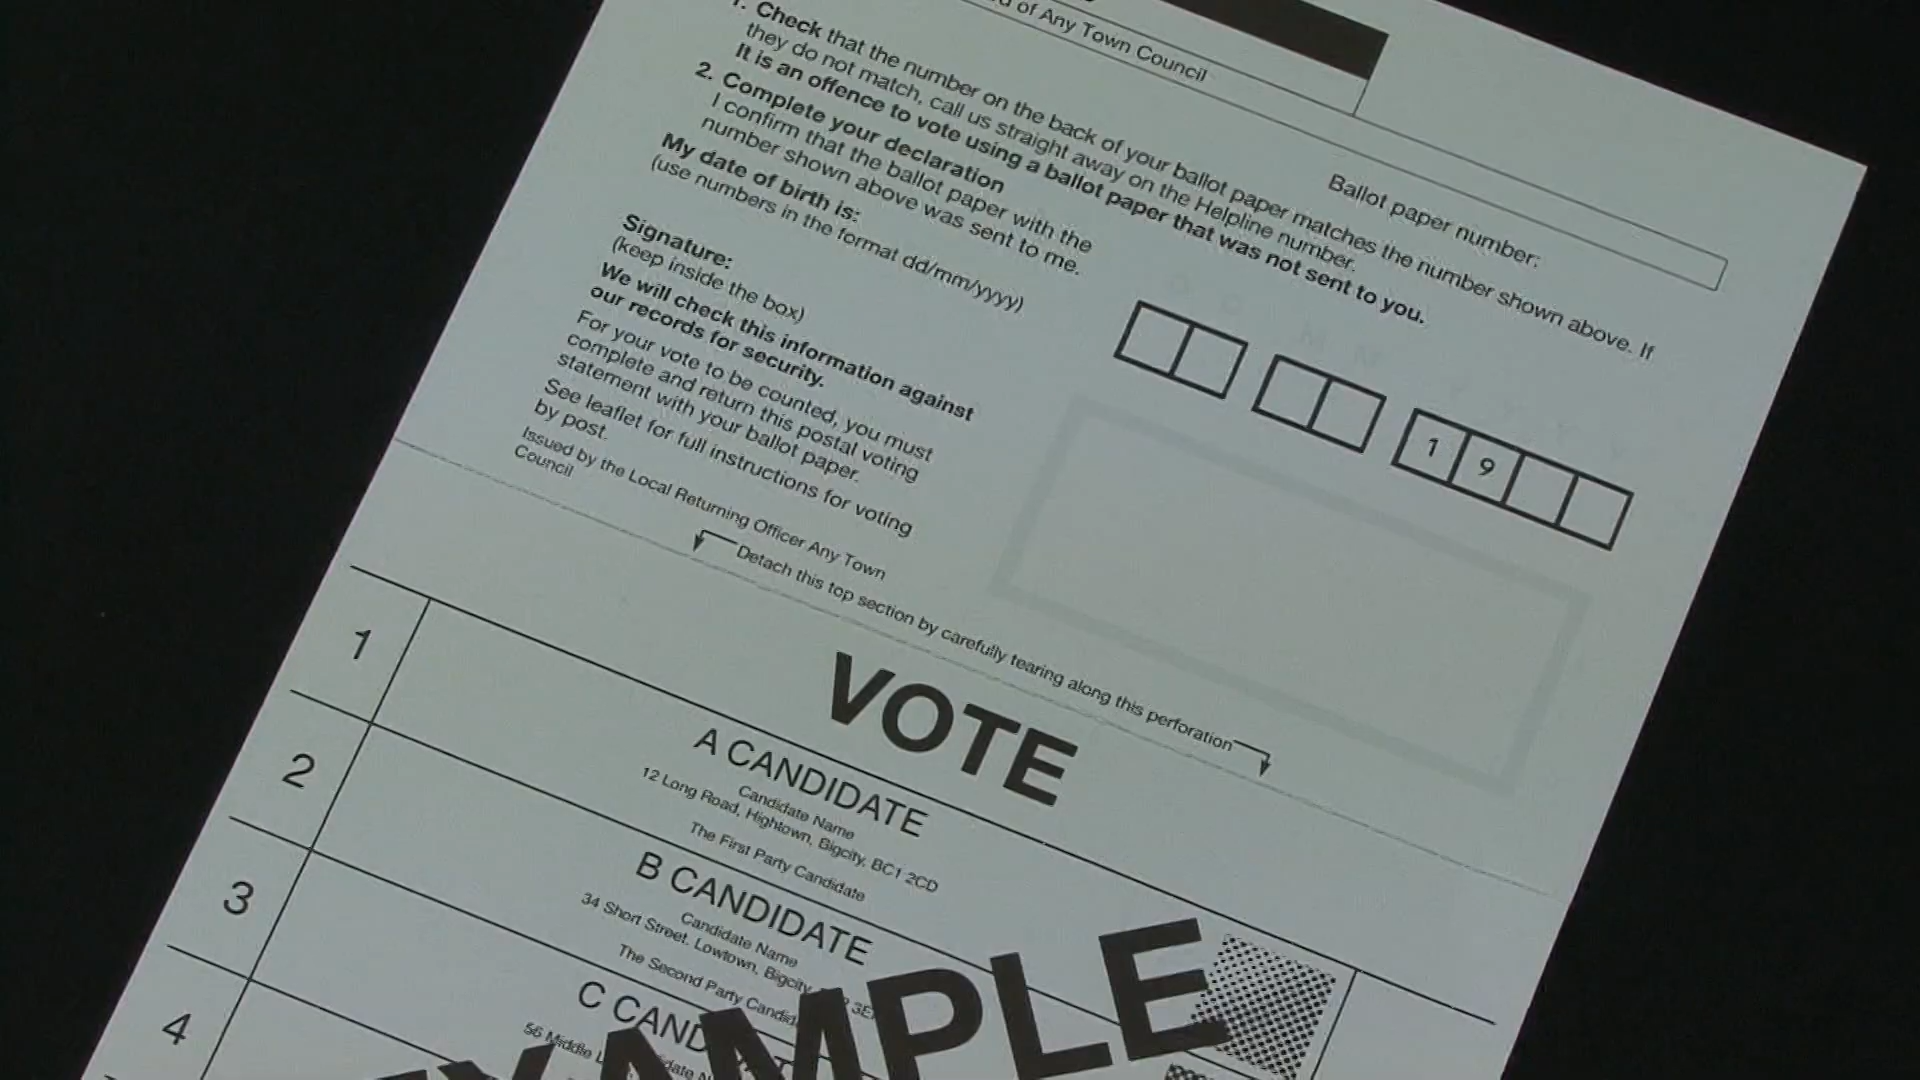 of Any Town Council
Ballot paper number:
1. Check that the number on the back of your ballot paper matches the number shown above. If
they do not match, call us straight away on the Helpline number.
It is an offence to vote using a ballot paper that was not sent to you.
2. Complete your declaration
I confirm that the ballot paper with the
number shown above was sent to me.
My date of birth is:
(use numbers in the format dd/mm/yyyy)
1 9
Signature:
(keep inside the box)
We will check this information against
our records for security.
For your vote to be counted, you must
complete and return this postal voting
statement with your ballot paper.
See leaflet for full instructions for voting
by post.
Issued by the Local Returning Officer Any Town
Council
Detach this top section by carefully tearing along this perforation
VOTE
1
A CANDIDATE
Candidate Name
12 Long Road, Hightown, Bigcity, BC1 2CD
The First Party Candidate
2
B CANDIDATE
Candidate Name
34 Short Street, Lowtown, Bigcity,
The Second Party
3
C
56 Middle
4
EXAMPLE